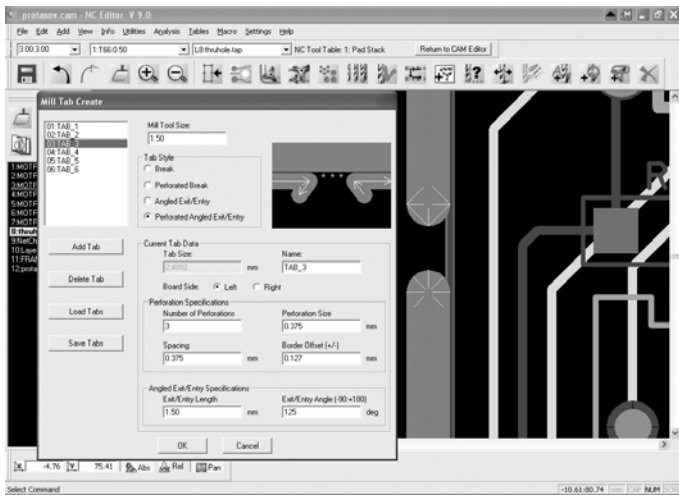 protasov.cam - NC Editor V 9.0
File Edit Add View Info Utilities Analysis Tables Macro Settings Help
3:00:3.00 1: T66:0.50 L8:thruhole.tap NC Tool Table: 1: Pad Stack Return to CAM Editor
Mill Tab Create
01:TAB_1
02:TAB_2
03:TAB_3
04:TAB_4
05:TAB_5
06:TAB_6
Mill Tool Size:
1.50
Tab Style
Break
Perforated Break
Angled Exit/Entry
Perforated Angled Exit/Entry
1:MOTF
2:MOTF
3:MOTF
4:MOTF
5:MOTF
6:MOTF
7:MOTF
8:thruh
9:NetCh
10:Laye
11:FRAM
12:prota
Add Tab
Delete Tab
Load Tabs
Save Tabs
Current Tab Data
Tab Size: Name:
2.4892 mm TAB_3
Board Side: Left Right
Perforation Specifications
Number of Perforations Perforation Size
3 0.375 mm
Spacing Border Offset (+/-)
0.375 mm 0.127 mm
Angled Exit/Entry Specifications
Exit/Entry Length Exit/Entry Angle (-90:+180)
1.50 mm 125 deg
OK Cancel
R
X -4.76 Y 75.41 Abs Rel Pan
Select Command -10.61:80.74 mm CAP NUM SCRL